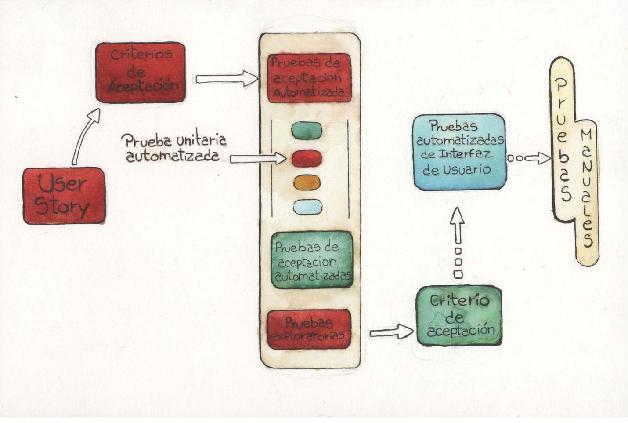 Criterios
de
Aceptación
User
Story
Prueba Unitaria
automatizada
Pruebas de
aceptacion
automatizada
Pruebas de
aceptacion
automatizadas
Pruebas
exploratorias
Criterio
de
aceptación
Pruebas
automatizadas
de Interfaz
de Usuario
Pruebas
Manuales